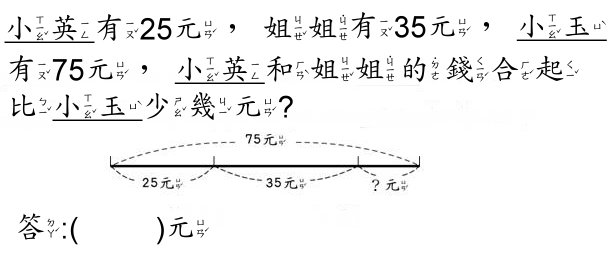 小英有25元，姐姐有35元，小玉
有75元，小英和姐姐的錢合起
比小玉少幾元?
75元
25元 35元 ?元
答:( )元